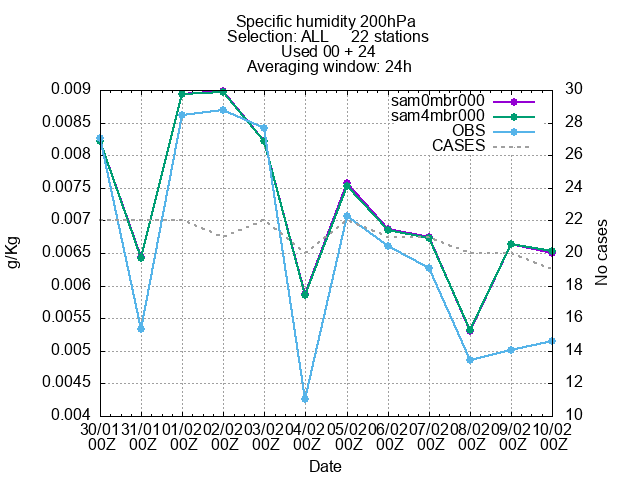 Specific humidity 200hPa
Selection: ALL 22 stations
Used 00 + 24
Averaging window: 24h
sam0mbr000
sam4mbr000
OBS
CASES
0.009
0.0085
0.008
0.0075
0.007
0.0065
0.006
0.0055
0.005
0.0045
0.004
g/Kg
30
28
26
24
22
20
18
16
14
12
10
No cases
30/01 31/01 01/02 02/02 03/02 04/02 05/02 06/02 07/02 08/02 09/02 10/02
00Z 00Z 00Z 00Z 00Z 00Z 00Z 00Z 00Z 00Z 00Z 00Z
Date